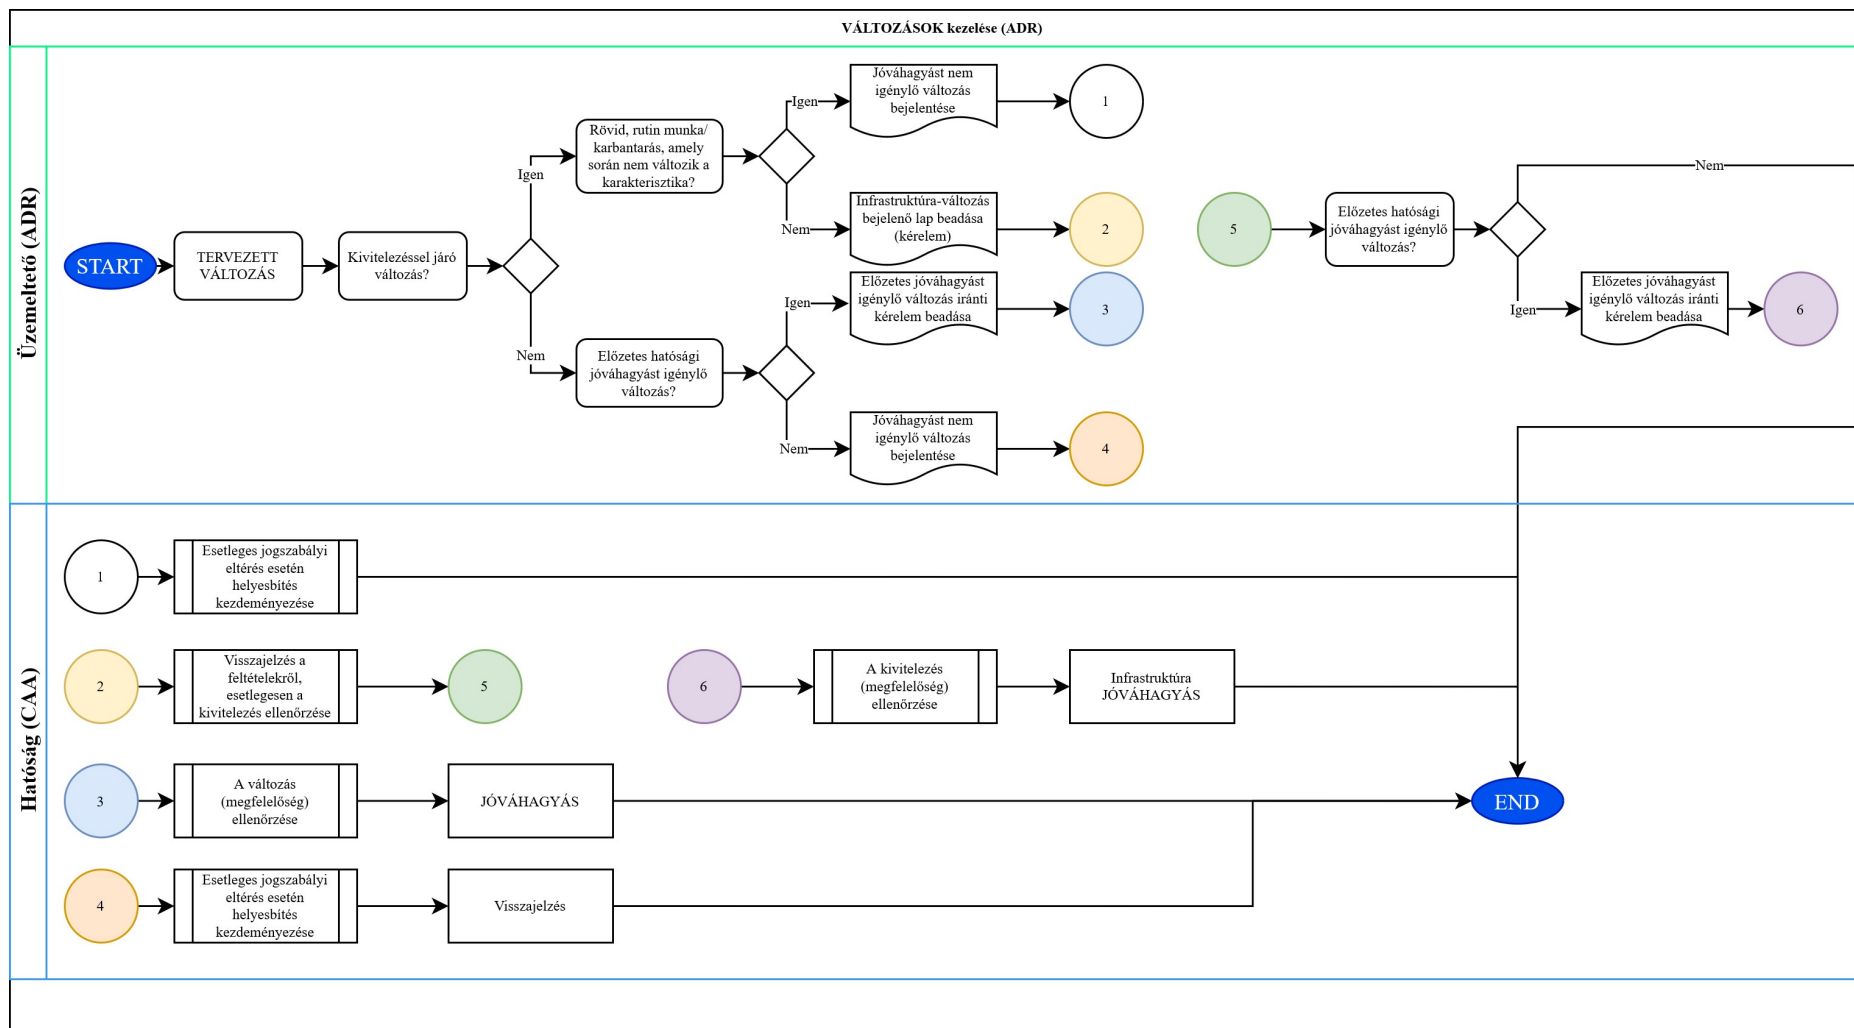 VÁLTOZÁSOK kezelése (ADR)
Üzemeltető (ADR)
START
TERVEZETT
VÁLTOZÁS
Kivitelezéssel járó
változás?
Igen
Rövid, rutin munka/
karbantarás, amely
során nem változik a
karakterisztika?
Igen
Jóváhagyást nem
igénylő változás
bejelentése
1
Nem
Infrastruktúra-változás
bejelenő lap beadása
(kérelem)
2
Nem
Előzetes hatósági
jóváhagyást igénylő
változás?
Igen
Előzetes jóváhagyást
igénylő változás iránti
kérelem beadása
3
Nem
Jóváhagyást nem
igénylő változás
bejelentése
4
5
Előzetes hatósági
jóváhagyást igénylő
változás?
Nem
Igen
Előzetes jóváhagyást
igénylő változás iránti
kérelem beadása
6
Hatóság (CAA)
1
Esetleges jogszabályi
eltérés esetén
helyesbítés
kezdeményezése
2
Visszajelzés a
feltételekről,
esetlegesen a
kivitelezés ellenőrzése
5
6
A kivitelezés
(megfelelőség)
ellenőrzése
Infrastruktúra
JÓVÁHAGYÁS
3
A változás
(megfelelőség)
ellenőrzése
JÓVÁHAGYÁS
END
4
Esetleges jogszabályi
eltérés esetén
helyesbítés
kezdeményezése
Visszajelzés